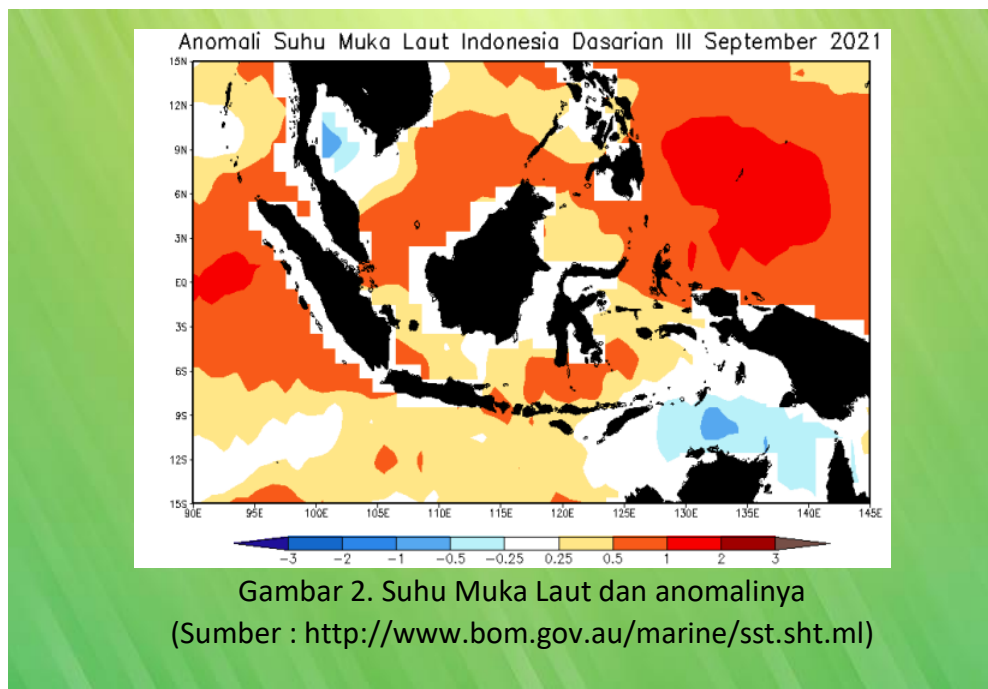 Anomali Suhu Muka Laut Indonesia Dasarian III September 2021
15N
12N
9N
6N
3N
EQ
3S
6S
9S
12S
15S
90E 95E 100E 105E 110E 115E 120E 125E 130E 135E 140E 145E
-3 -2 -1 -0.5 -0.25 0.25 0.5 1 2 3
Gambar 2. Suhu Muka Laut dan anomalinya
(Sumber : http://www.bom.gov.au/marine/sst.sht.ml)